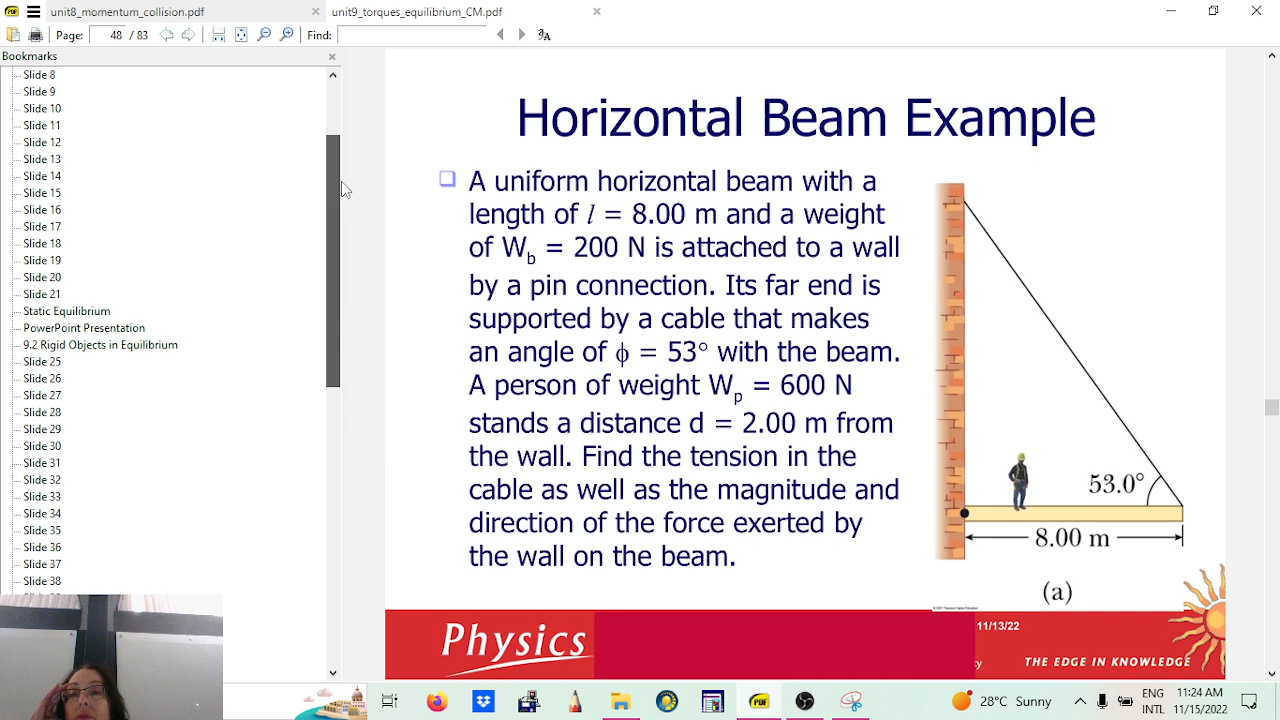 unit8_momentum_collision.pdf
unit9_torques_equilibrium_CM.pdf
Page: 48 / 83 Find:
Bookmarks
Slide 8
Slide 9
Slide 10
Slide 11
Slide 12
Slide 13
Slide 14
Slide 15
Slide 16
Slide 17
Slide 18
Slide 19
Slide 20
Slide 21
Static Equilibrium
PowerPoint Presentation
9.2 Rigid Objects in Equilibrium
Slide 25
Slide 26
Slide 27
Slide 28
Slide 29
Slide 30
Slide 31
Slide 32
Slide 33
Slide 34
Slide 35
Slide 36
Slide 37
Slide 38
Horizontal Beam Example
A uniform horizontal beam with a
length of l = 8.00 m and a weight
of Wb = 200 N is attached to a wall
by a pin connection. Its far end is
supported by a cable that makes
an angle of ϕ = 53° with the beam.
A person of weight Wp = 600 N
stands a distance d = 2.00 m from
the wall. Find the tension in the
cable as well as the magnitude and
direction of the force exerted by
the wall on the beam.
53.0°
8.00 m
(a)
Physics
11/13/22
THE EDGE IN KNOWLEDGE
PDF
28°C Sunny
ENG
INTL
11:24 AM
11/15/2022